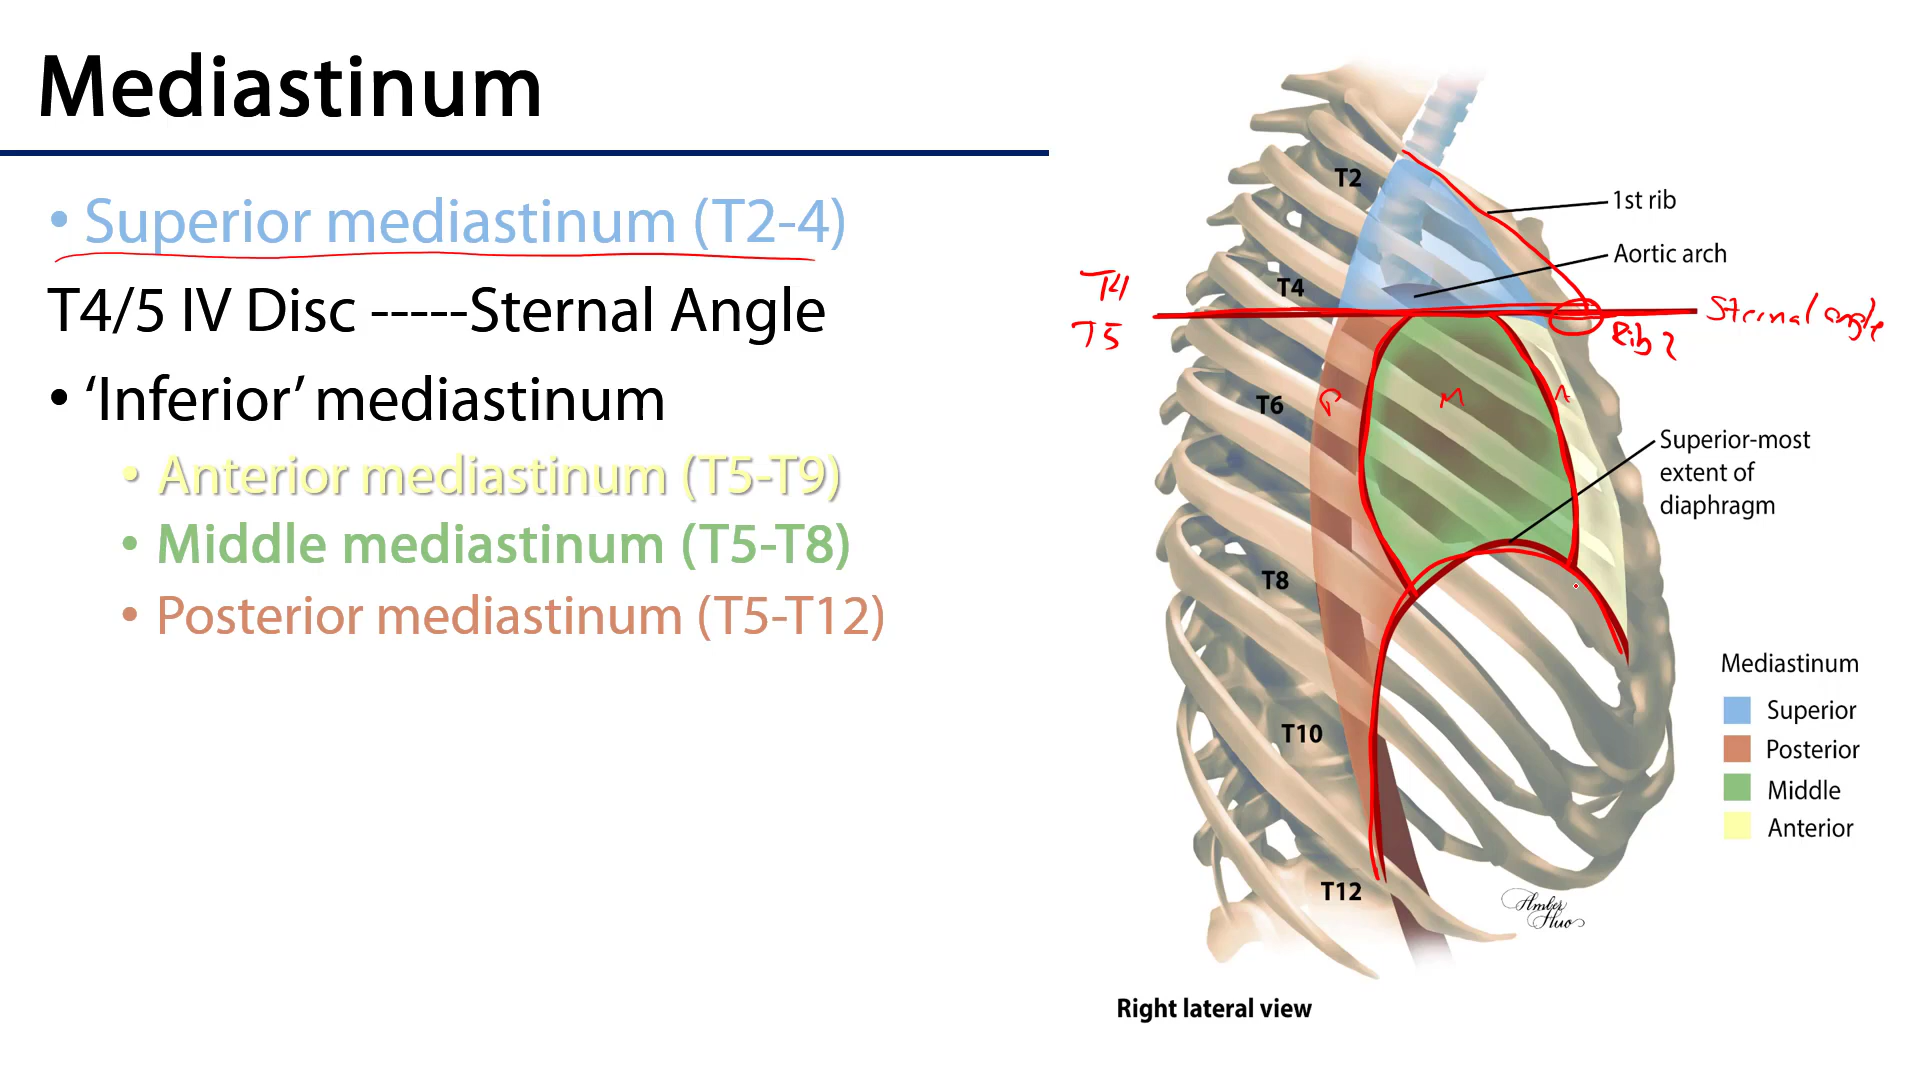 Mediastinum
• Superior mediastinum (T2-4)
T4/5 IV Disc -----Sternal Angle
• ‘Inferior’ mediastinum
• Anterior mediastinum (T5-T9)
• Middle mediastinum (T5-T8)
• Posterior mediastinum (T5-T12)
T2
1st rib
Aortic arch
T4
T4
T5
Sternal angle
Rib 2
T6
P
M
A
Superior-most
extent of
diaphragm
T8
T10
T12
Mediastinum
Superior
Posterior
Middle
Anterior
Amber
Huo
Right lateral view